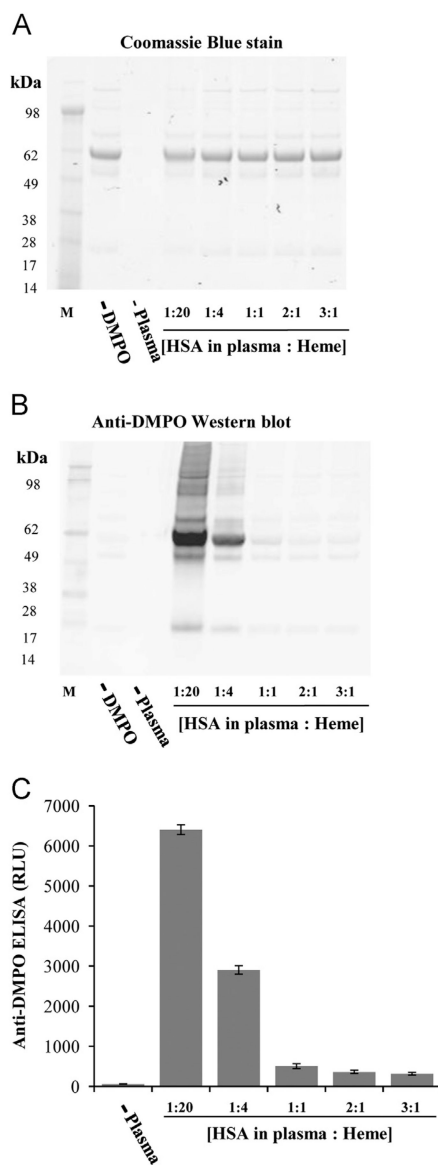 A
Coomassie Blue stain
kDa
98
62
49
38
28
17
14
M
- DMPO
- Plasma
1:20 1:4 1:1 2:1 3:1
[HSA in plasma : Heme]
B
Anti-DMPO Western blot
kDa
98
62
49
38
28
17
14
M
- DMPO
- Plasma
1:20 1:4 1:1 2:1 3:1
[HSA in plasma : Heme]
C
Anti-DMPO ELISA (RLU)
7000
6000
5000
4000
3000
2000
1000
0
- Plasma
1:20 1:4 1:1 2:1 3:1
[HSA in plasma : Heme]